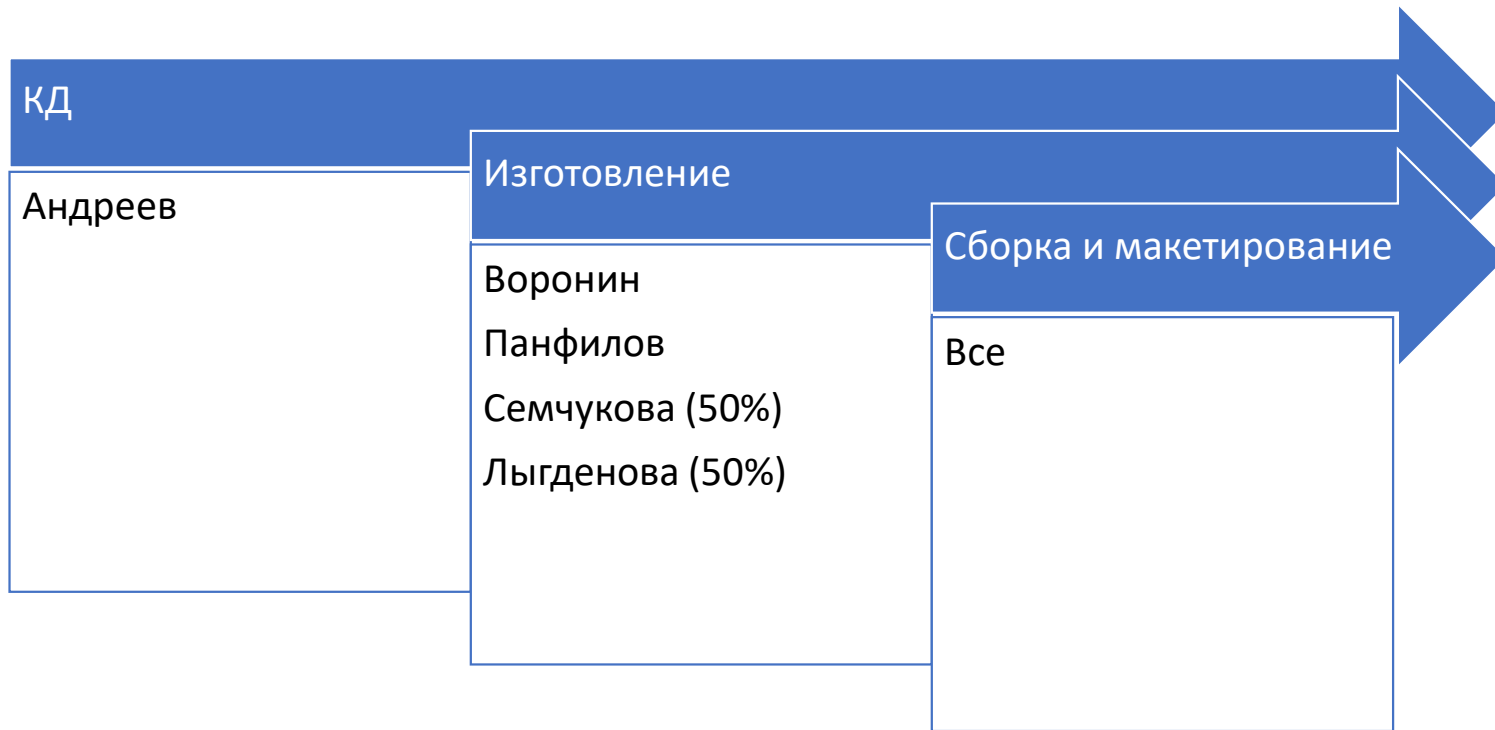 КД
Андреев
Изготовление
Воронин
Панфилов
Семчукова (50%)
Лыгденова (50%)
Сборка и макетирование
Все